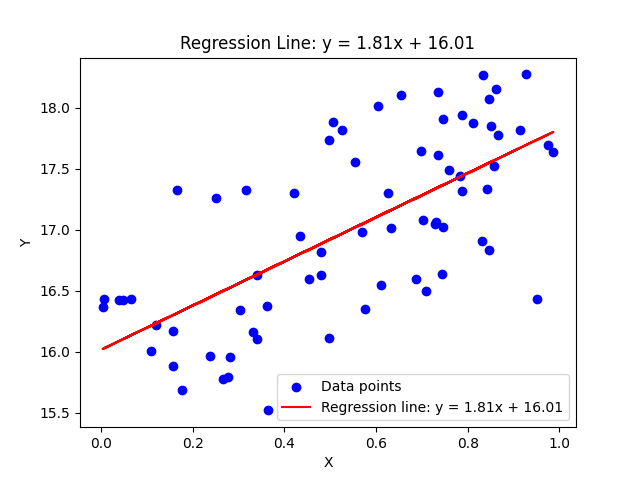 Regression Line: y = 1.81x + 16.01
18.0
17.5
17.0
16.5
16.0
15.5
Y
Data points
Regression line: y = 1.81x + 16.01
0.0 0.2 0.4 0.6 0.8 1.0
X